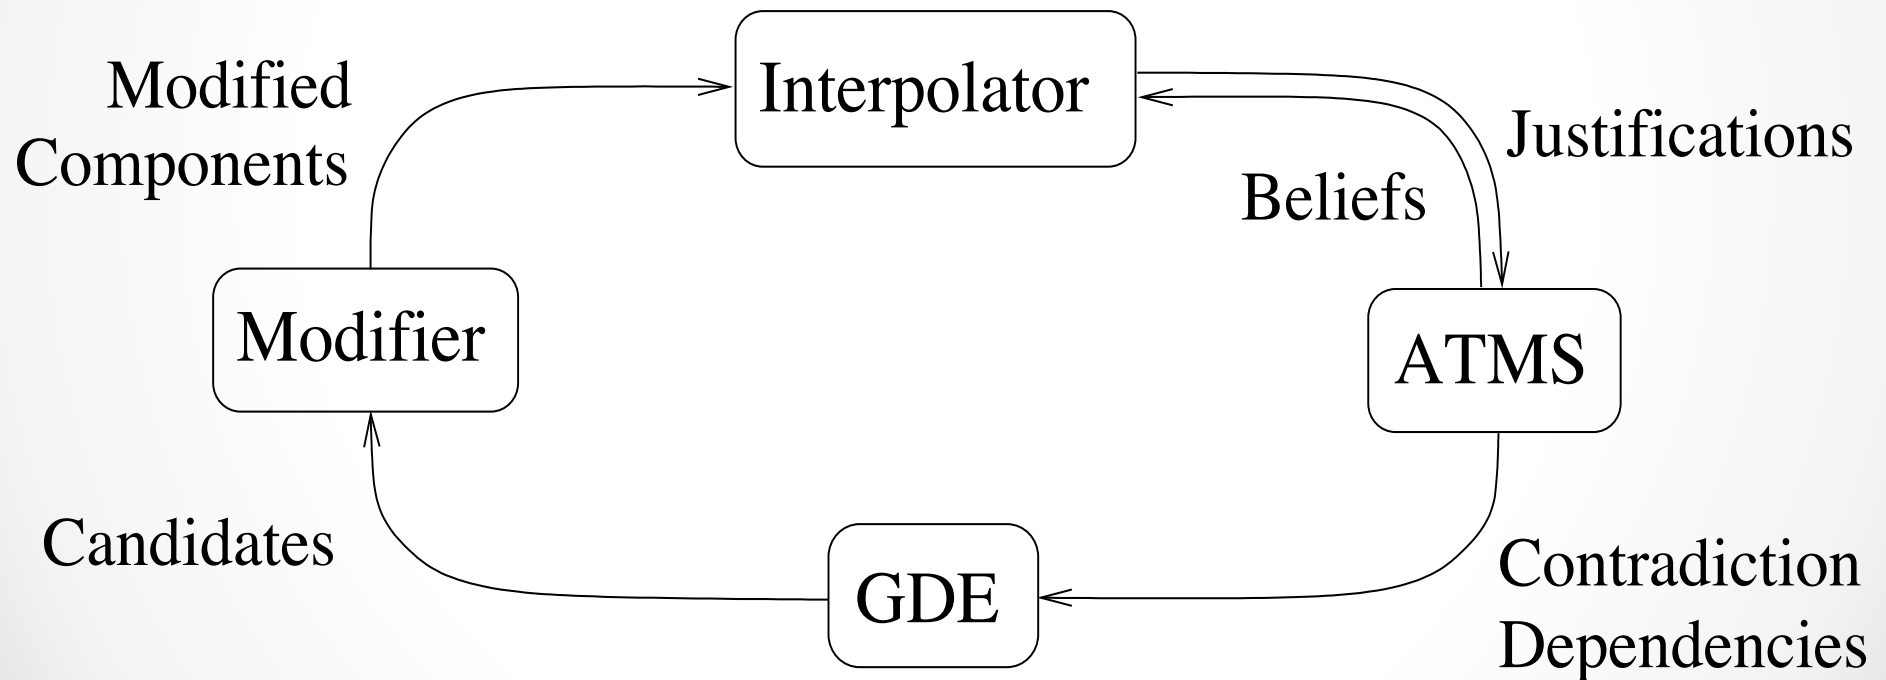 Modified
Components
Interpolator
Justifications
Beliefs
Modifier
ATMS
Candidates
GDE
Contradiction
Dependencies